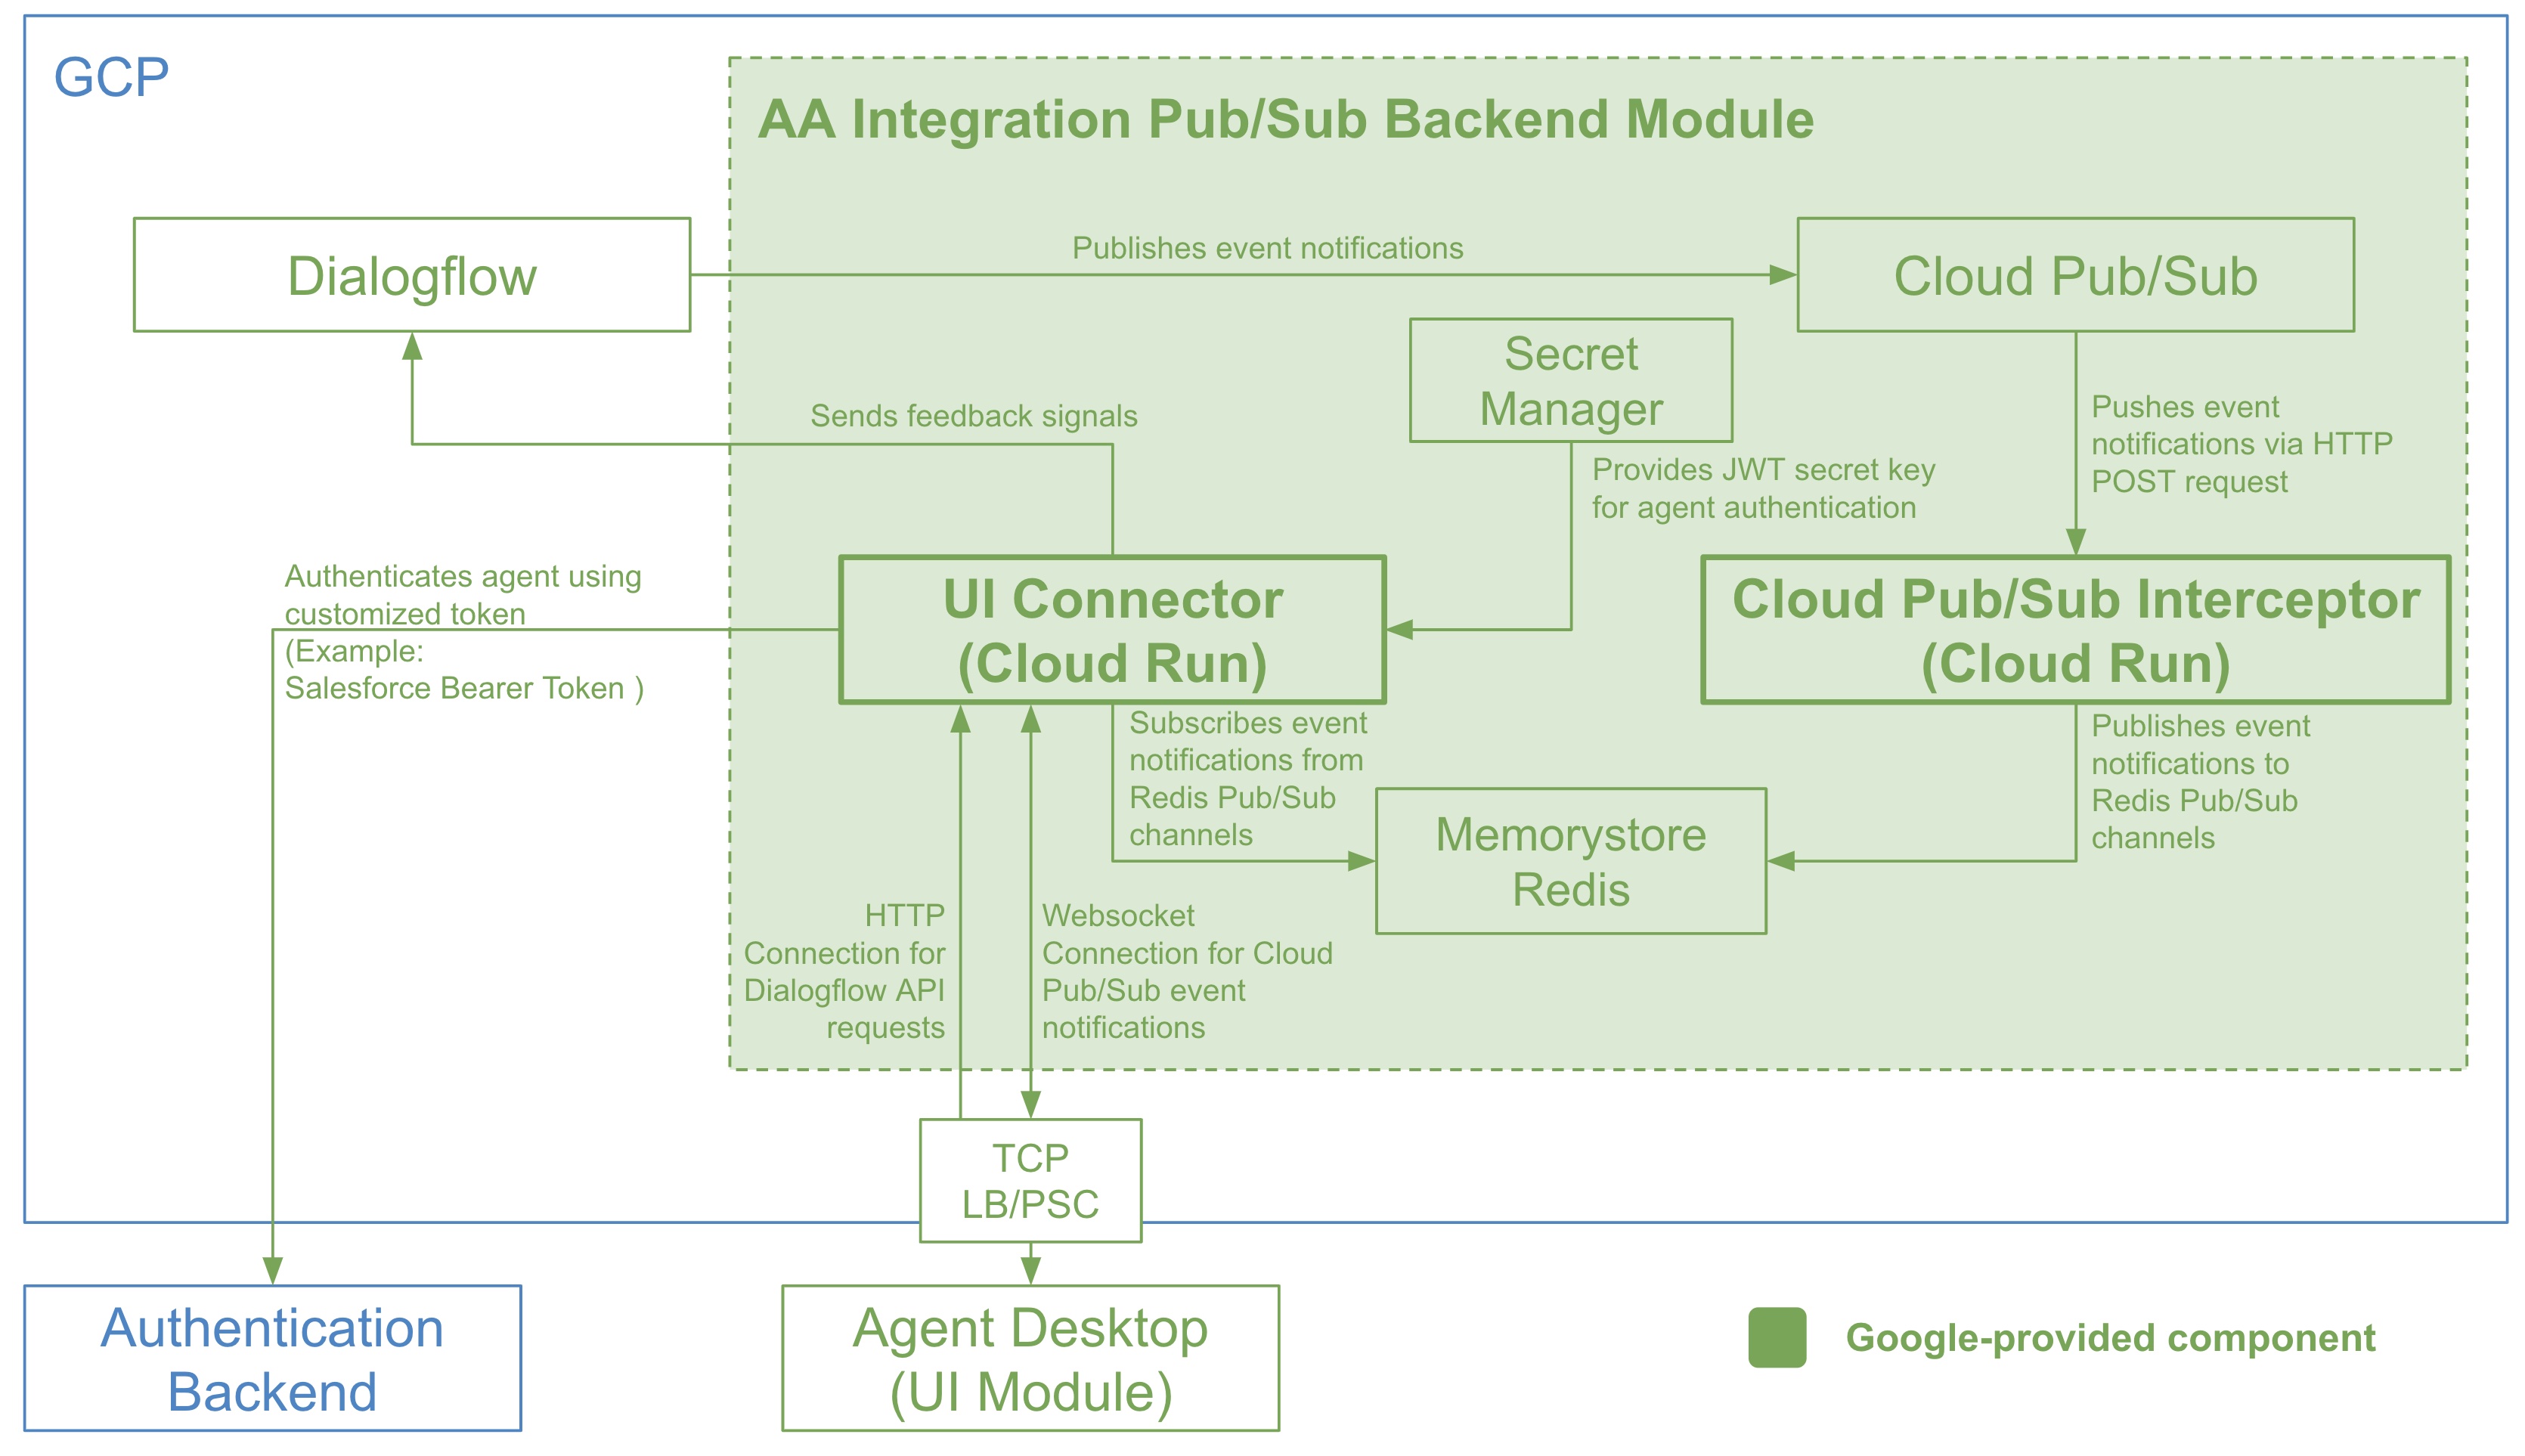 GCP
AA Integration Pub/Sub Backend Module
Dialogflow
Publishes event notifications
Cloud Pub/Sub
Secret
Manager
Sends feedback signals
Pushes event
notifications via HTTP
POST request
Provides JWT secret key
for agent authentication
Authenticates agent using
customized token
(Example:
Salesforce Bearer Token )
UI Connector
(Cloud Run)
Cloud Pub/Sub Interceptor
(Cloud Run)
Subscribes event
notifications from
Redis Pub/Sub
channels
Publishes event
notifications to
Redis Pub/Sub
channels
Memorystore
Redis
HTTP
Connection for
Dialogflow API
requests
Websocket
Connection for Cloud
Pub/Sub event
notifications
TCP
LB/PSC
Authentication
Backend
Agent Desktop
(UI Module)
Google-provided component